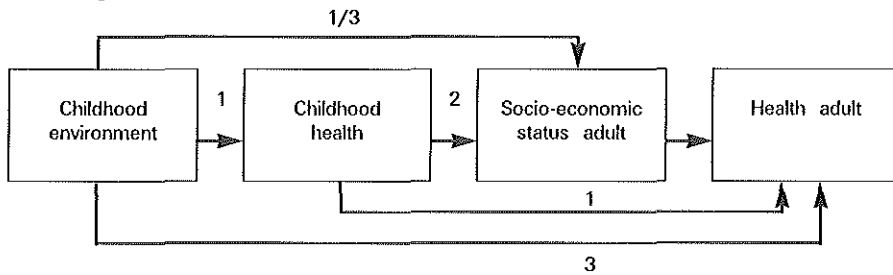 1/3
Childhood
environment
1
Childhood
health
2
Socio-economic
status adult
Health adult
1
3